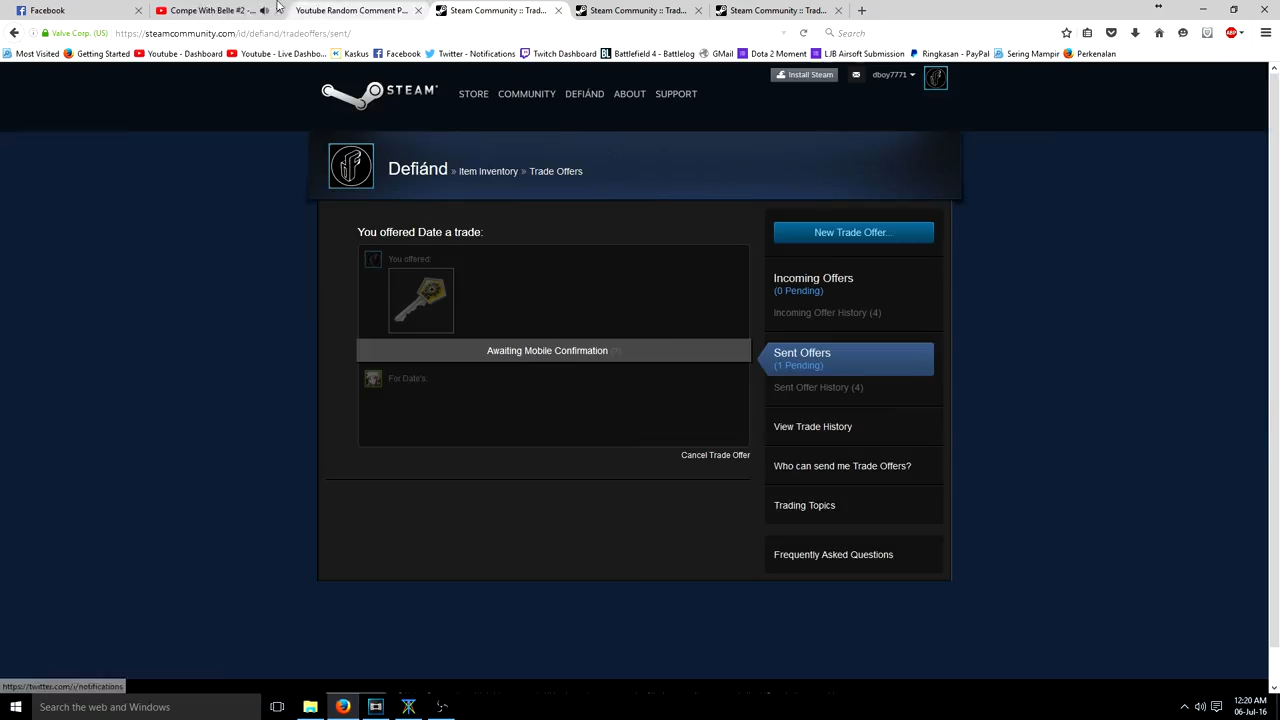 Facebook
Compe With Belle #2 -...
Youtube Random Comment P...
Steam Community :: Trad...
Steam Community :: Trad...
Steam Community :: Trad...
Valve Corp. (US)
https://steamcommunity.com/id/defiand/tradeoffers/sent/
Search
ABP
Most Visited
Getting Started
Youtube - Dashboard
Youtube - Live Dashbo...
Kaskus
Facebook
Twitter - Notifications
Twitch Dashboard
BL
Battlefield 4 - Battlelog
GMail
Dota 2 Moment
LJB Airsoft Submission
Ringkasan - PayPal
Sering Mampir
Perkenalan
Install Steam
dboy7771
STEAM
STORE
COMMUNITY
DEFIÁND
ABOUT
SUPPORT
Defiánd » Item Inventory » Trade Offers
You offered Date a trade:
You offered:
Awaiting Mobile Confirmation (?)
For Date's:
Cancel Trade Offer
New Trade Offer...
Incoming Offers
(0 Pending)
Incoming Offer History (4)
Sent Offers
(1 Pending)
Sent Offer History (4)
View Trade History
Who can send me Trade Offers?
Trading Topics
Frequently Asked Questions
https://twitter.com/i/notifications
Search the web and Windows
12:20 AM
06-Jul-16